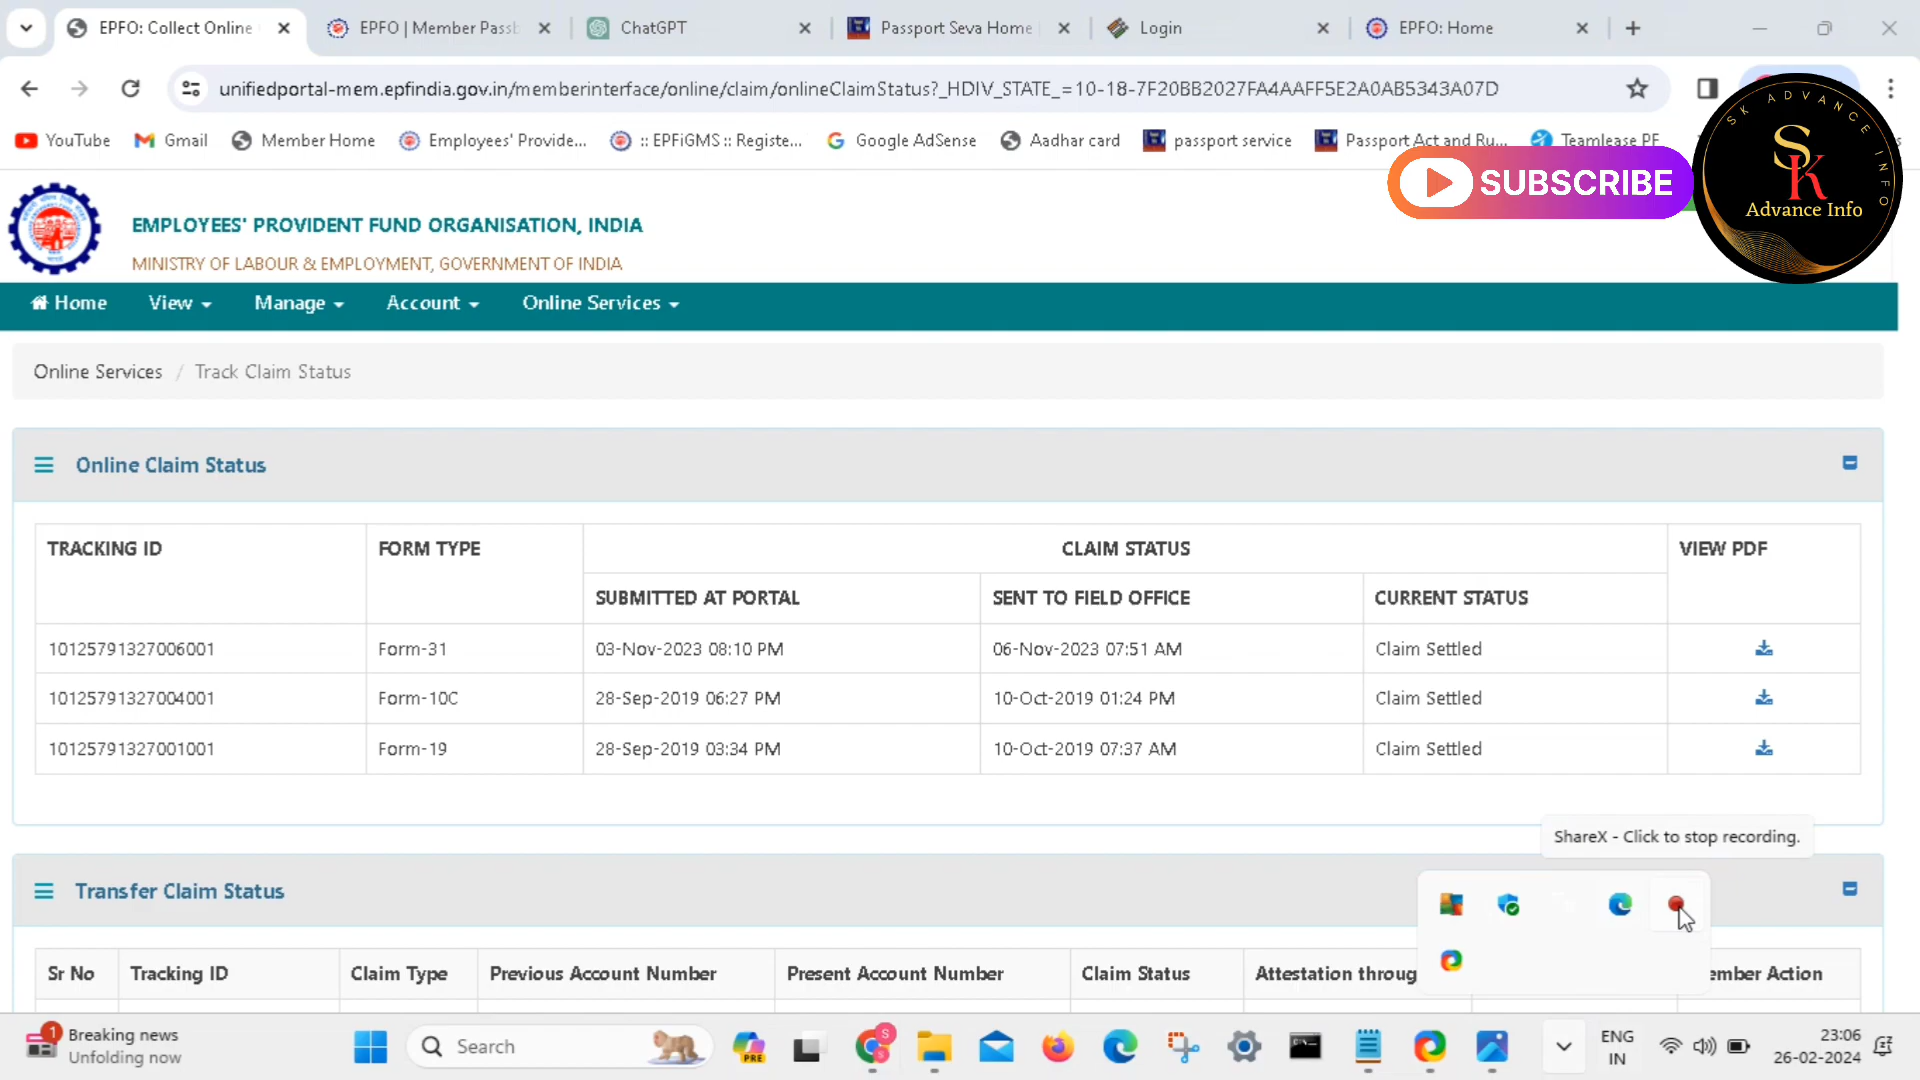 EPFO: Collect Online
EPFO | Member Passb
ChatGPT
Passport Seva Home
Login
EPFO: Home
unifiedportal-mem.epfindia.gov.in/memberinterface/online/claim/onlineClaimStatus?_HDIV_STATE_=10-18-7F20BB2027FA4AAFF5E2A0AB5343A07D
YouTube
Gmail
Member Home
Employees' Provide...
:: EPFiGMS :: Registe...
Google AdSense
Aadhar card
passport service
Passport Act and Ru...
Teamlease PF
SUBSCRIBE
SK ADVANCE INFO
SK
Advance Info
EMPLOYEES' PROVIDENT FUND ORGANISATION, INDIA
MINISTRY OF LABOUR & EMPLOYMENT, GOVERNMENT OF INDIA
Home View Manage Account Online Services
Online Services / Track Claim Status
Online Claim Status
TRACKING ID FORM TYPE CLAIM STATUS VIEW PDF
SUBMITTED AT PORTAL SENT TO FIELD OFFICE CURRENT STATUS
10125791327006001 Form-31 03-Nov-2023 08:10 PM 06-Nov-2023 07:51 AM Claim Settled
10125791327004001 Form-10C 28-Sep-2019 06:27 PM 10-Oct-2019 01:24 PM Claim Settled
10125791327001001 Form-19 28-Sep-2019 03:34 PM 10-Oct-2019 07:37 AM Claim Settled
ShareX - Click to stop recording.
Transfer Claim Status
Sr No Tracking ID Claim Type Previous Account Number Present Account Number Claim Status Attestation throug ember Action
1
Breaking news
Unfolding now
Search
PRE
S
ENG
IN
23:06
26-02-2024